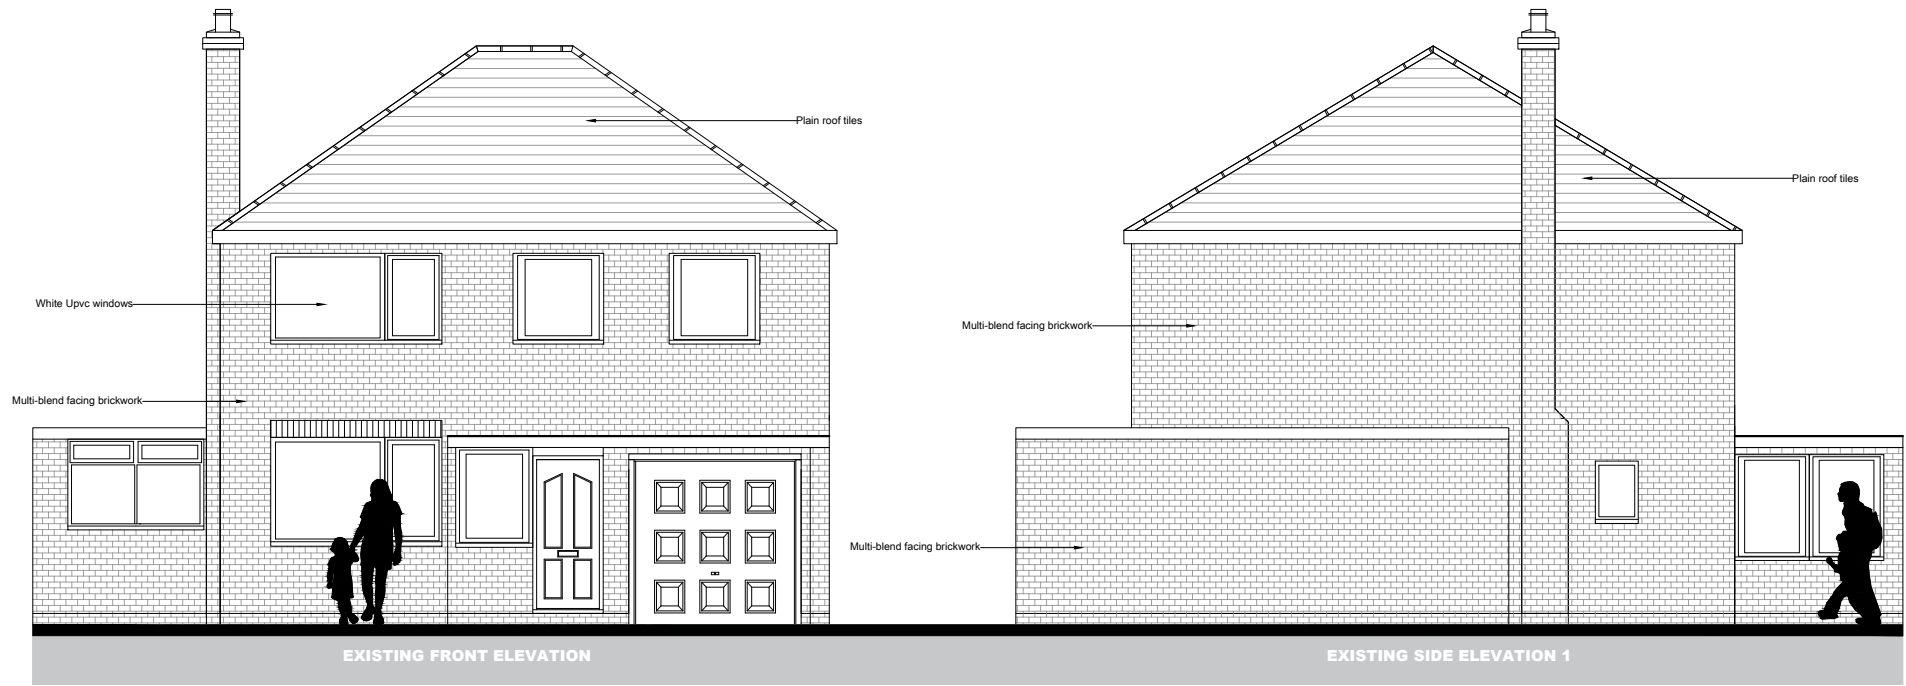 Plain roof tiles
White Upvc windows
Multi-blend facing brickwork
EXISTING FRONT ELEVATION
Plain roof tiles
Multi-blend facing brickwork
Multi-blend facing brickwork
EXISTING SIDE ELEVATION 1